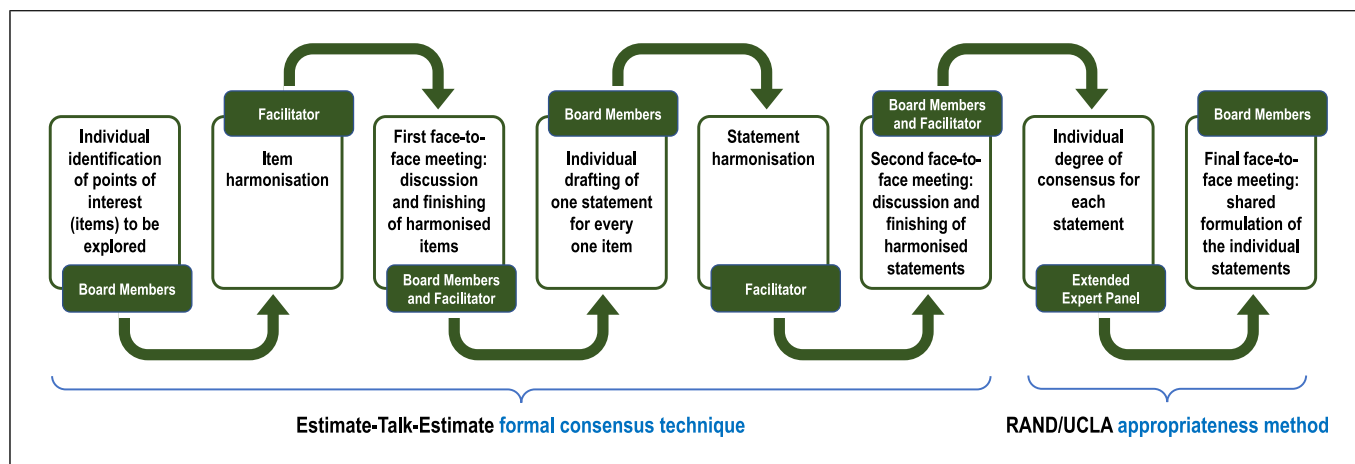 Individual
identification
of points of
interest
(items) to be
explored
Board Members
Facilitator
Item
harmonisation
First face-to-
face meeting:
discussion
and finishing
of harmonised
items
Board Members
and Facilitator
Board Members
Individual
drafting of
one statement
for every
one item
Statement
harmonisation
Facilitator
Board Members
and Facilitator
Second face-to-
face meeting:
discussion and
finishing of
harmonised
statements
Individual
degree of
consensus for
each
statement
Extended
Expert Panel
Board Members
Final face-to-
face meeting:
shared
formulation of
the individual
statements
Estimate-Talk-Estimate formal consensus technique
RAND/UCLA appropriateness method